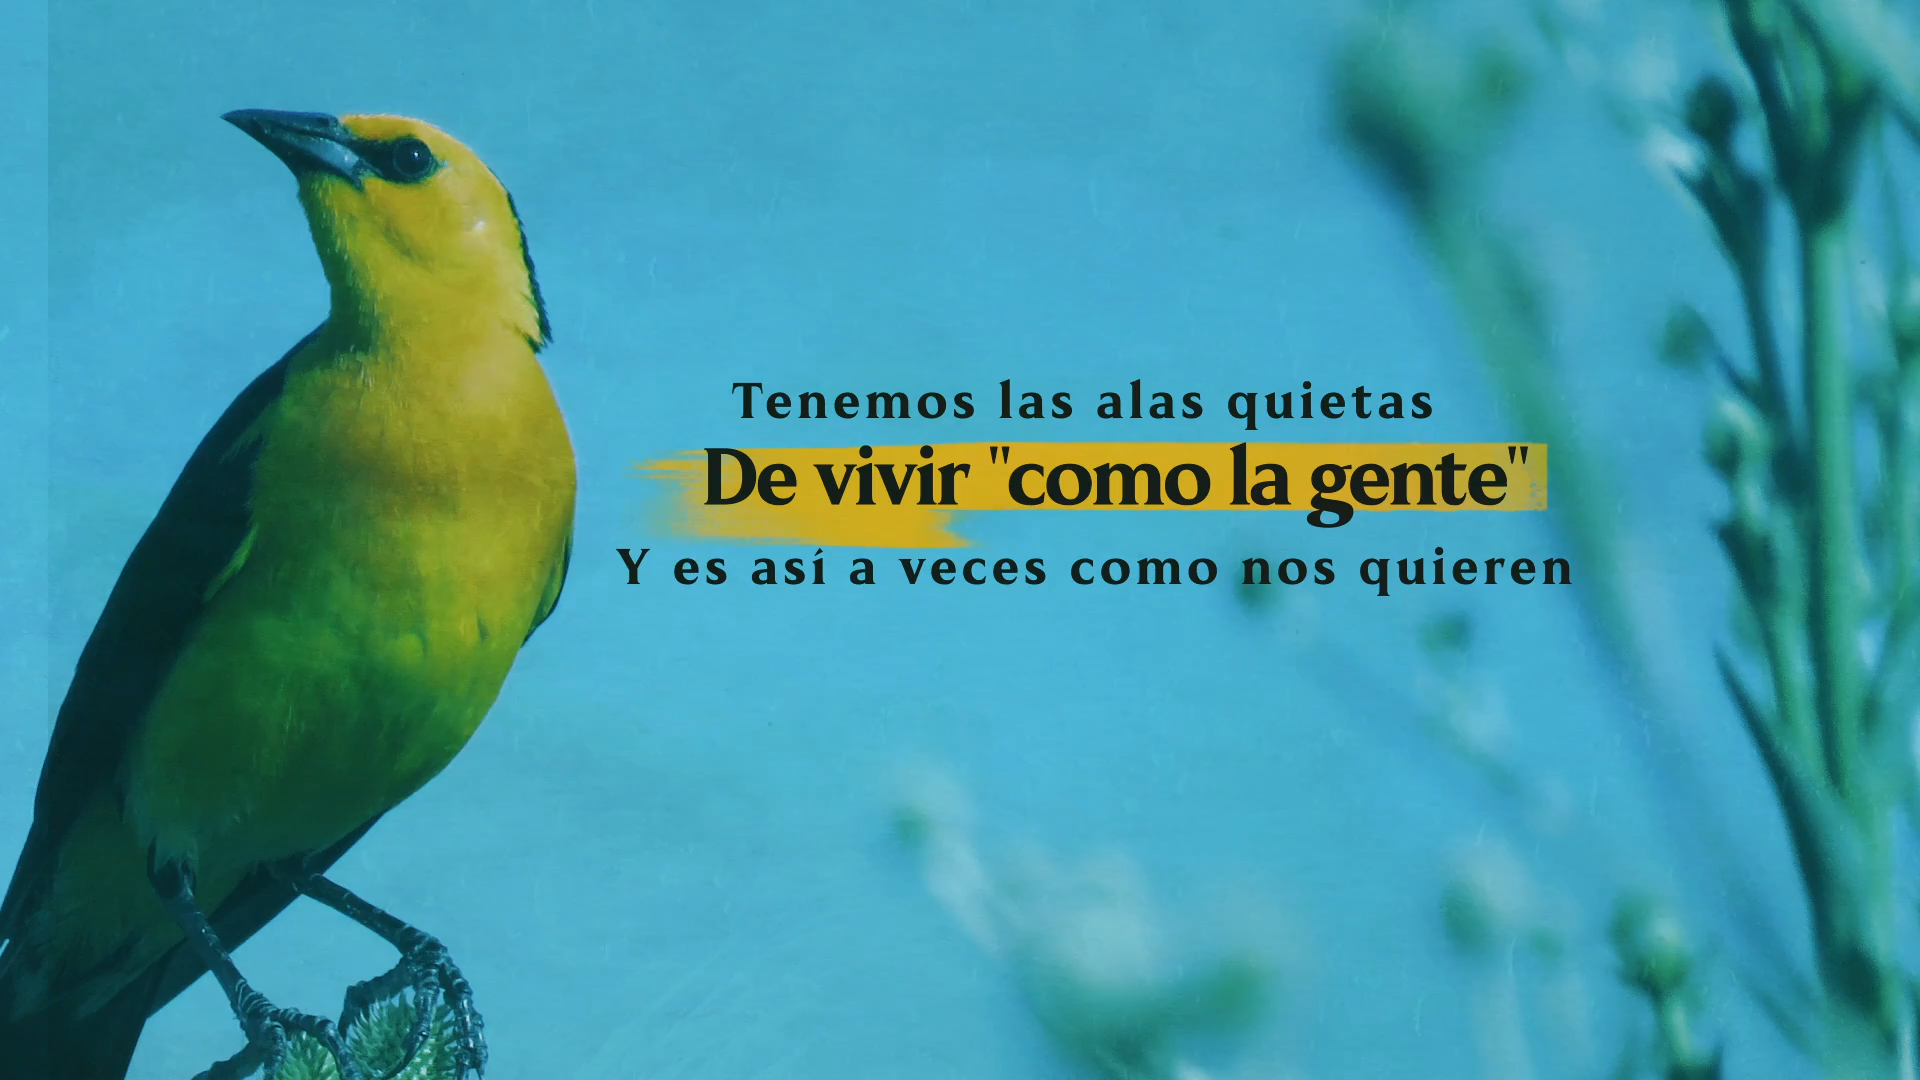 Tenemos las alas quietas
De vivir "como la gente"
Y es así a veces como nos quieren